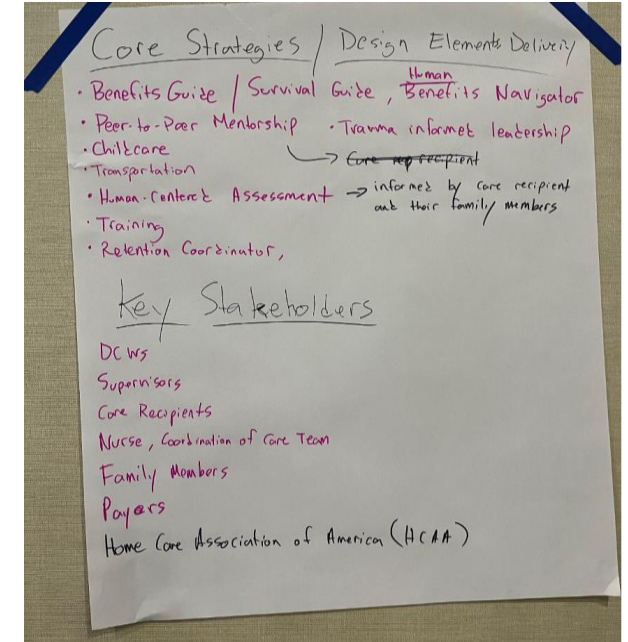 Core Strategies / Design Elements Delivery
· Benefits Guide / Survival Guide, Human Benefits Navigator
· Peer-to-Peer Mentorship · Trauma informed leadership
· Childcare
· Transportation
· Human-Centered Assessment → informed by care recipient
and their family members
· Training
· Retention Coordinator,
Key Stakeholders
DCWs
Supervisors
Care Recipients
Nurse, Coordination of Care Team
Family Members
Payers
Home Care Association of America (HCAA)